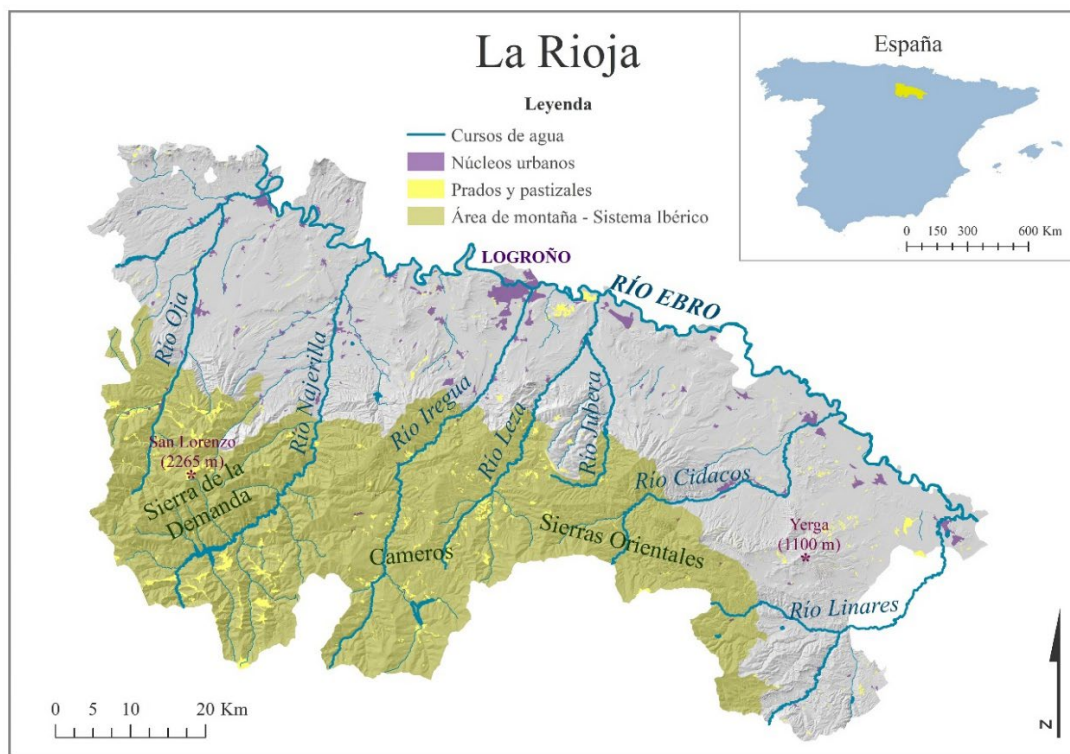 La Rioja
Leyenda
Cursos de agua
Núcleos urbanos
Prados y pastizales
Área de montaña - Sistema Ibérico
España
0 150 300 600 Km
LOGROÑO
RÍO EBRO
Río Oja
Río Najerilla
Río Iregua
Río Leza
Río Jubera
Río Cidacos
San Lorenzo
(2265 m)
*
Sierra de la
Demanda
Cameros
Sierras Orientales
Yerga
(1100 m)
*
Río Linares
0 5 10 20 Km
N